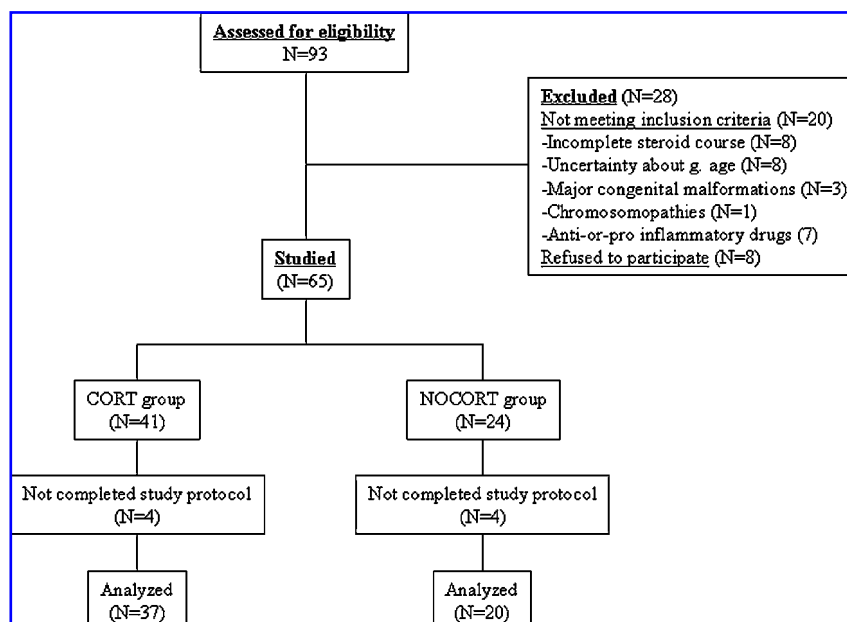 Assessed for eligibility
N=93
Excluded (N=28)
Not meeting inclusion criteria (N=20)
-Incomplete steroid course (N=8)
-Uncertainty about g. age (N=8)
-Major congenital malformations (N=3)
-Chromosomopathies (N=1)
-Anti-or-pro inflammatory drugs (7)
Refused to participate (N=8)
Studied
(N=65)
CORT group
(N=41)
NOCORT group
(N=24)
Not completed study protocol
(N=4)
Not completed study protocol
(N=4)
Analyzed
(N=37)
Analyzed
(N=20)